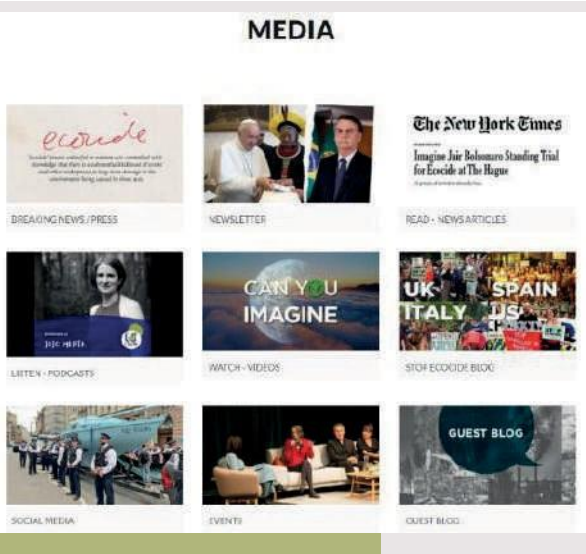 MEDIA
ecocide
BREAKING NEWS / PRESS
NEWSLETTER
The New York Times
Imagine Jair Bolsonaro Standing Trial
for Ecocide at The Hague
READ - NEWS ARTICLES
LISTEN - PODCASTS
CAN YOU
IMAGINE
WATCH - VIDEOS
UK SPAIN
ITALY US
STOP ECOCIDE BLOG
SOCIAL MEDIA
EVENTS
GUEST BLOG
GUEST BLOG